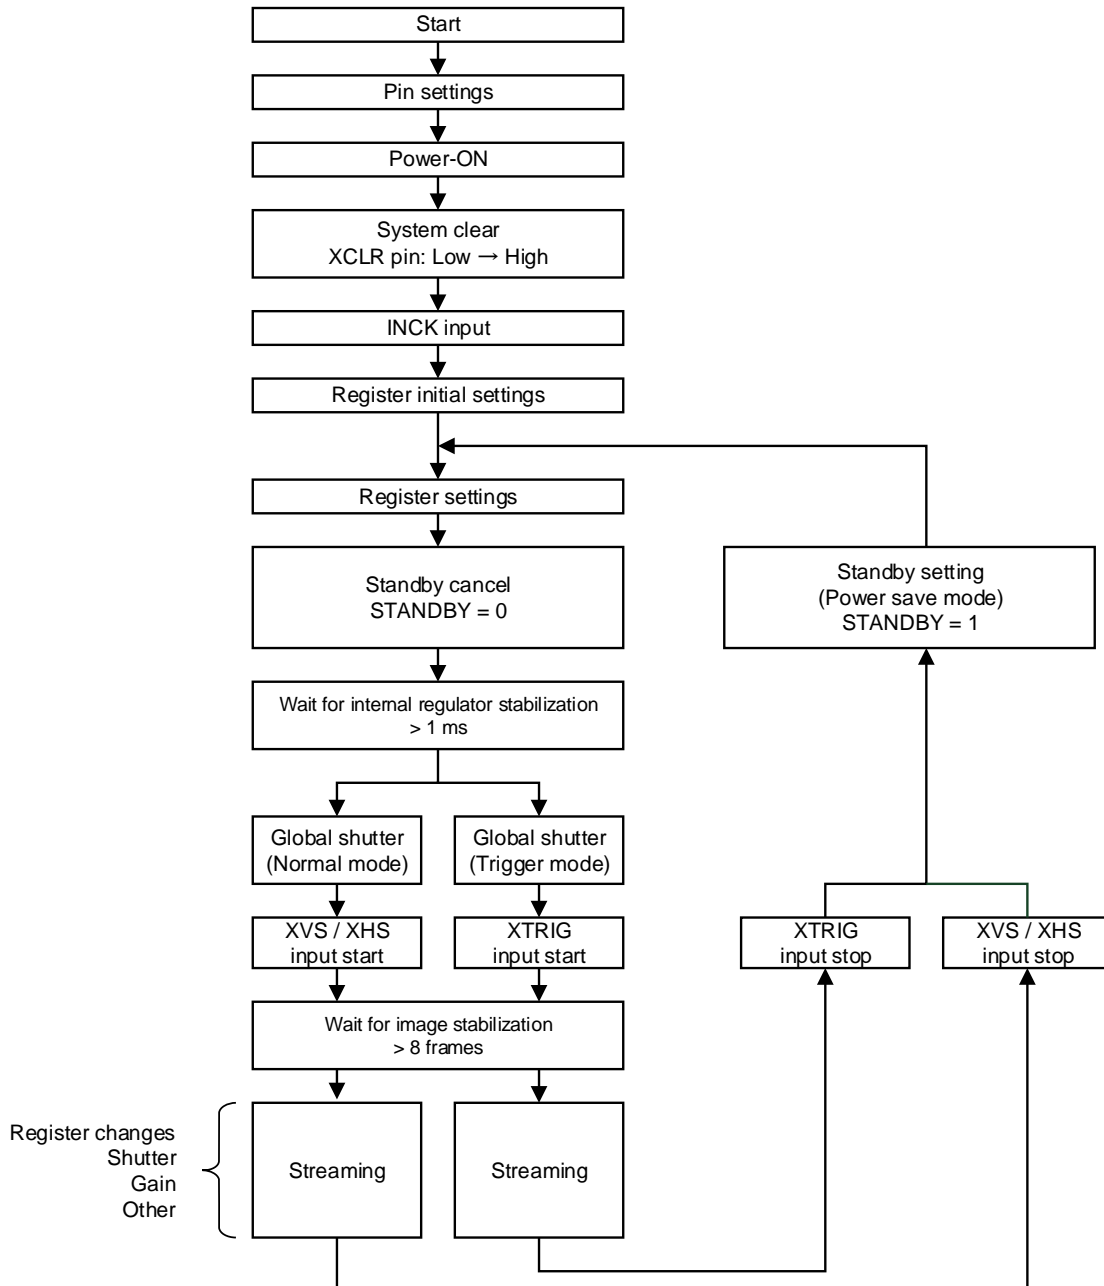 Start
Pin settings
Power-ON
System clear
XCLR pin: Low → High
INCK input
Register initial settings
Register settings
Standby cancel
STANDBY = 0
Standby setting
(Power save mode)
STANDBY = 1
Wait for internal regulator stabilization
> 1 ms
Global shutter
(Normal mode)
Global shutter
(Trigger mode)
XVS / XHS
input start
XTRIG
input start
XTRIG
input stop
XVS / XHS
input stop
Wait for image stabilization
> 8 frames
Register changes
Shutter
Gain
Other
Streaming
Streaming